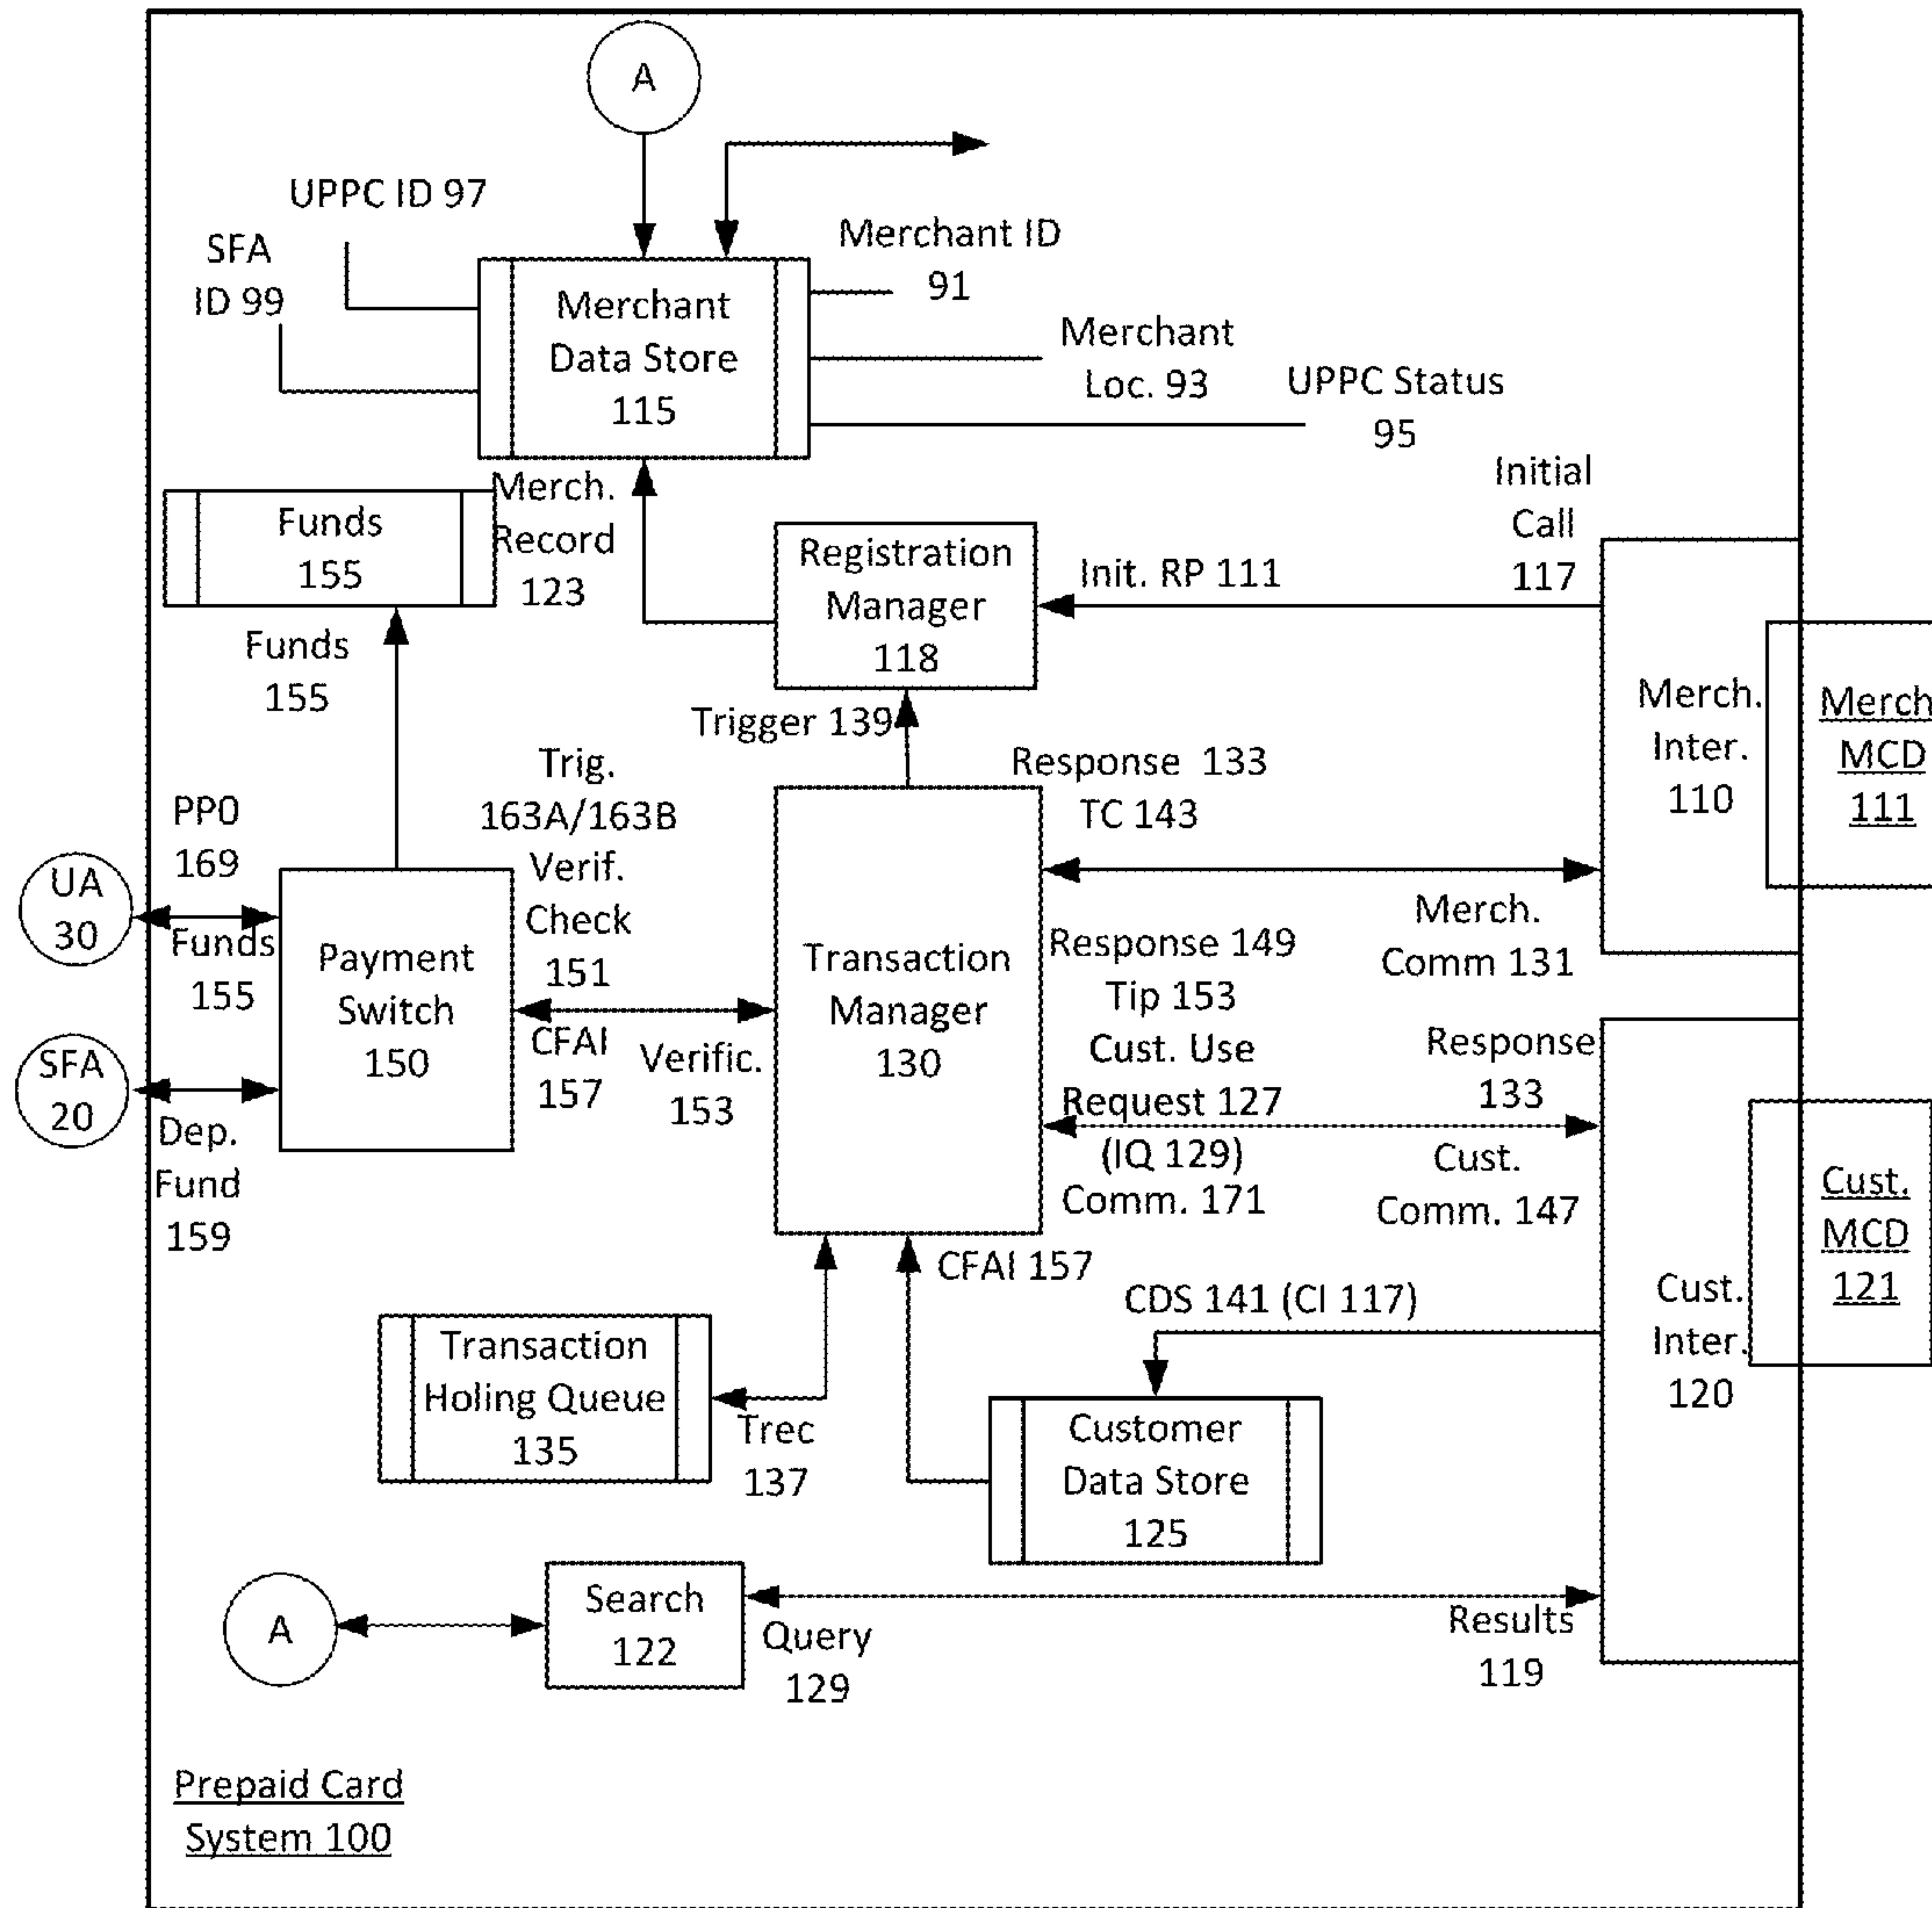 A
UPPC ID 97
SFA
ID 99
Merchant ID
91
Merchant
Data Store
115
Merchant
Loc. 93
UPPC Status
95
Initial
Call
117
Merch.
Record
123
Funds
155
Registration
Manager
118
Init. RP 111
Funds
155
Merch.
Inter.
110
Merch
MCD
111
Trigger 139
Trig.
163A/163B
Verif.
Check
151
Response 133
TC 143
PP0
169
UA
30
Funds
155
Payment
Switch
150
Transaction
Manager
130
Merch.
Comm 131
Response 149
Tip 153
Cust. Use
Request 127
(IQ 129)
Comm. 171
Response
133
SFA
20
CFAI
157
Verific.
153
Dep.
Fund
159
Cust.
Comm. 147
Cust.
MCD
121
CFAI 157
CDS 141 (CI 117)
Cust.
Inter.
120
Transaction
Holing Queue
135
Trec
137
Customer
Data Store
125
A
Search
122
Query
129
Results
119
Prepaid Card
System 100